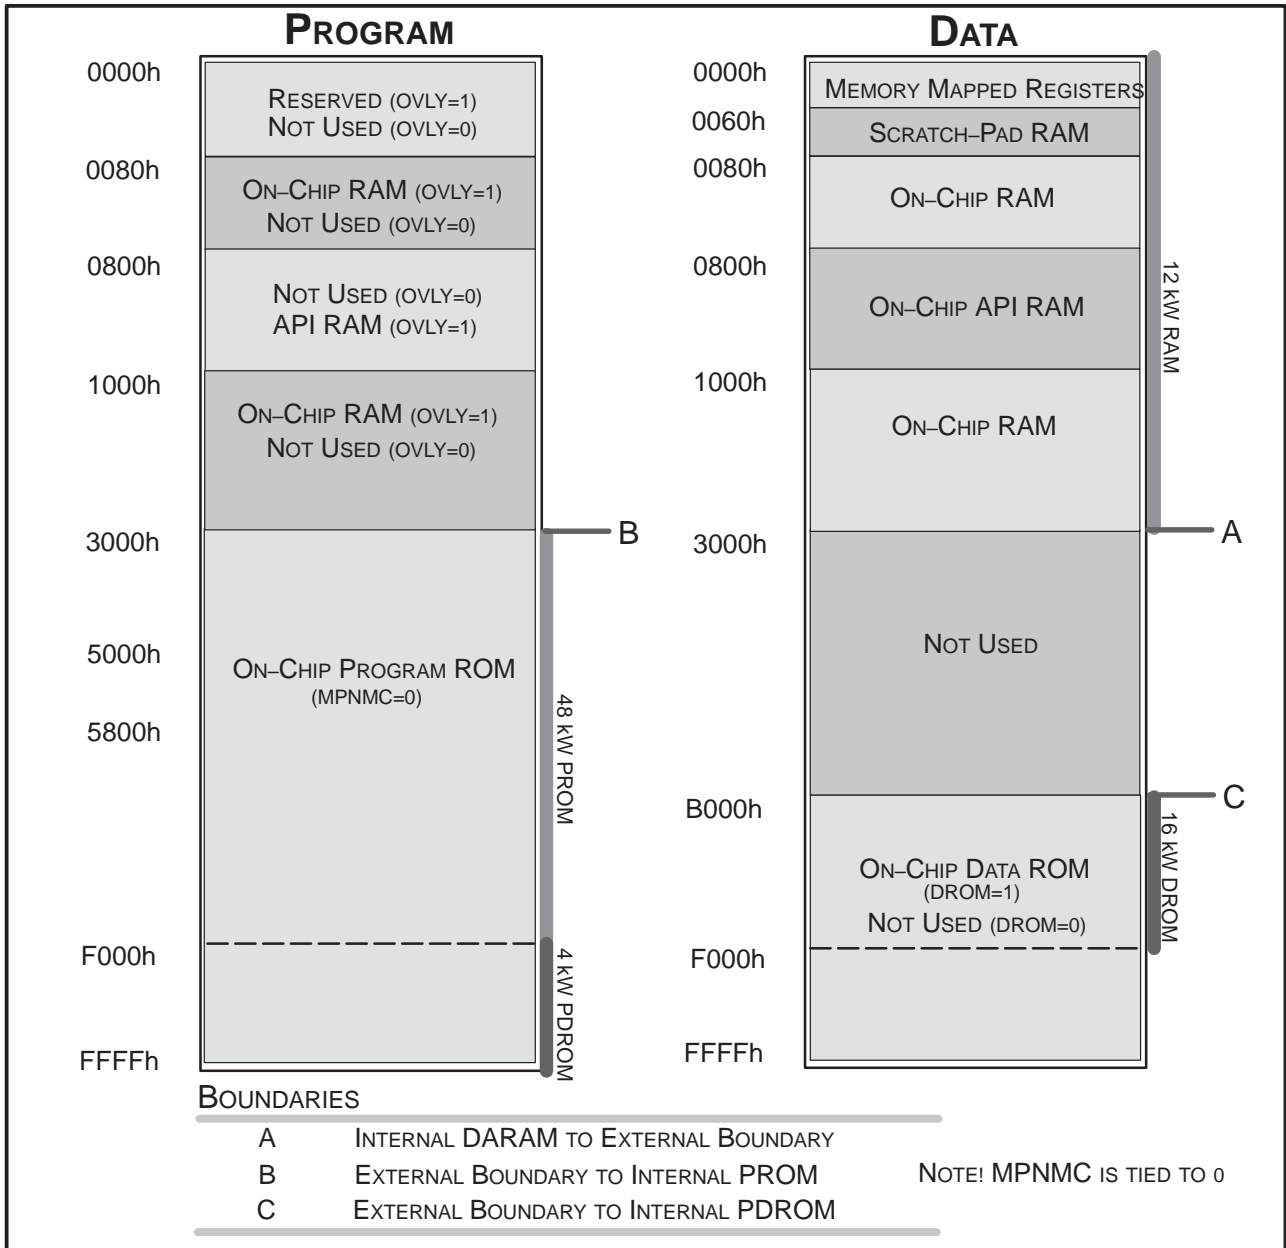 PROGRAM
0000h
RESERVED (OVLY=1)
NOT USED (OVLY=0)
0080h
ON–CHIP RAM (OVLY=1)
NOT USED (OVLY=0)
0800h
NOT USED (OVLY=0)
API RAM (OVLY=1)
1000h
ON–CHIP RAM (OVLY=1)
NOT USED (OVLY=0)
3000h
B
5000h
ON–CHIP PROGRAM ROM
(MPNMC=0)
5800h
48 kW PROM
F000h
4 kW PDROM
FFFFh
DATA
0000h
MEMORY MAPPED REGISTERS
0060h
SCRATCH–PAD RAM
0080h
ON–CHIP RAM
0800h
ON–CHIP API RAM
12 kW RAM
1000h
ON–CHIP RAM
3000h
A
NOT USED
B000h
C
ON–CHIP DATA ROM
(DROM=1)
NOT USED (DROM=0)
16 kW DROM
F000h
FFFFh
BOUNDARIES
A INTERNAL DARAM TO EXTERNAL BOUNDARY
B EXTERNAL BOUNDARY TO INTERNAL PROM
C EXTERNAL BOUNDARY TO INTERNAL PDROM
NOTE! MPNMC IS TIED TO 0